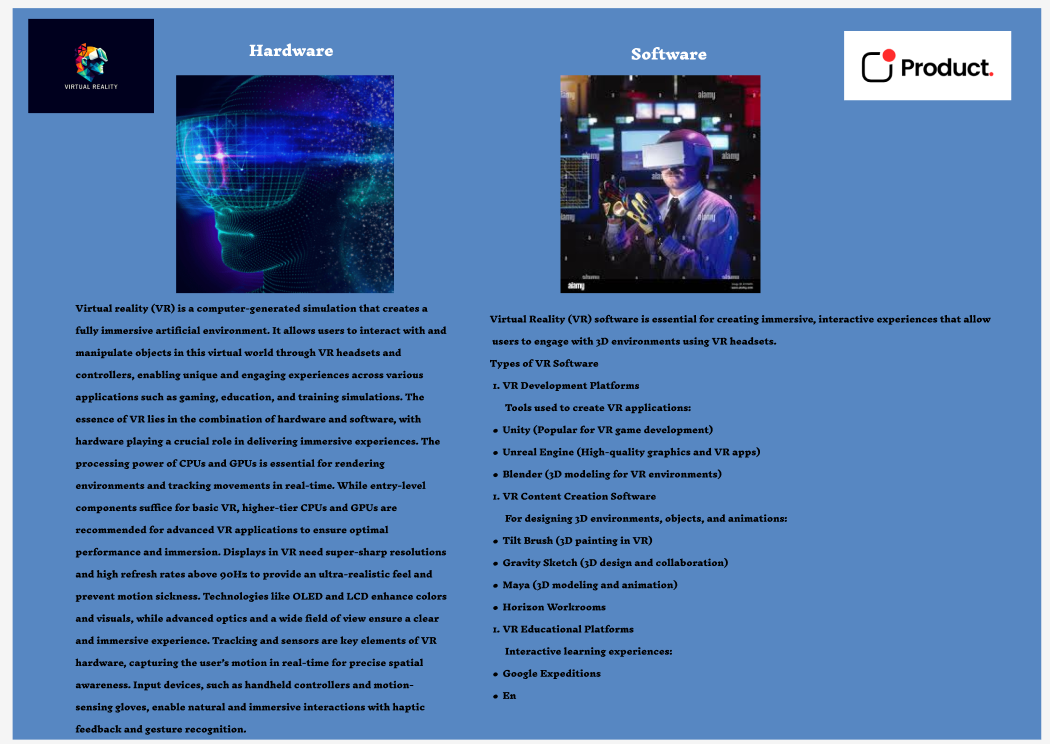 VIRTUAL REALITY
Hardware
Software
Product.
alamy
alamy
alamy
alamy
alamy
alamy
alamy
alamy
alamy
Virtual reality (VR) is a computer-generated simulation that creates a
fully immersive artificial environment. It allows users to interact with and
manipulate objects in this virtual world through VR headsets and
controllers, enabling unique and engaging experiences across various
applications such as gaming, education, and training simulations. The
essence of VR lies in the combination of hardware and software, with
hardware playing a crucial role in delivering immersive experiences. The
processing power of CPUs and GPUs is essential for rendering
environments and tracking movements in real-time. While entry-level
components suffice for basic VR, higher-tier CPUs and GPUs are
recommended for advanced VR applications to ensure optimal
performance and immersion. Displays in VR need super-sharp resolutions
and high refresh rates above 90Hz to provide an ultra-realistic feel and
prevent motion sickness. Technologies like OLED and LCD enhance colors
and visuals, while advanced optics and a wide field of view ensure a clear
and immersive experience. Tracking and sensors are key elements of VR
hardware, capturing the user's motion in real-time for precise spatial
awareness. Input devices, such as handheld controllers and motion-
sensing gloves, enable natural and immersive interactions with haptic
feedback and gesture recognition.
Virtual Reality (VR) software is essential for creating immersive, interactive experiences that allow
users to engage with 3D environments using VR headsets.
Types of VR Software
1. VR Development Platforms
Tools used to create VR applications:
• Unity (Popular for VR game development)
• Unreal Engine (High-quality graphics and VR apps)
• Blender (3D modeling for VR environments)
1. VR Content Creation Software
For designing 3D environments, objects, and animations:
• Tilt Brush (3D painting in VR)
• Gravity Sketch (3D design and collaboration)
• Maya (3D modeling and animation)
• Horizon Workrooms
1. VR Educational Platforms
Interactive learning experiences:
• Google Expeditions
• En